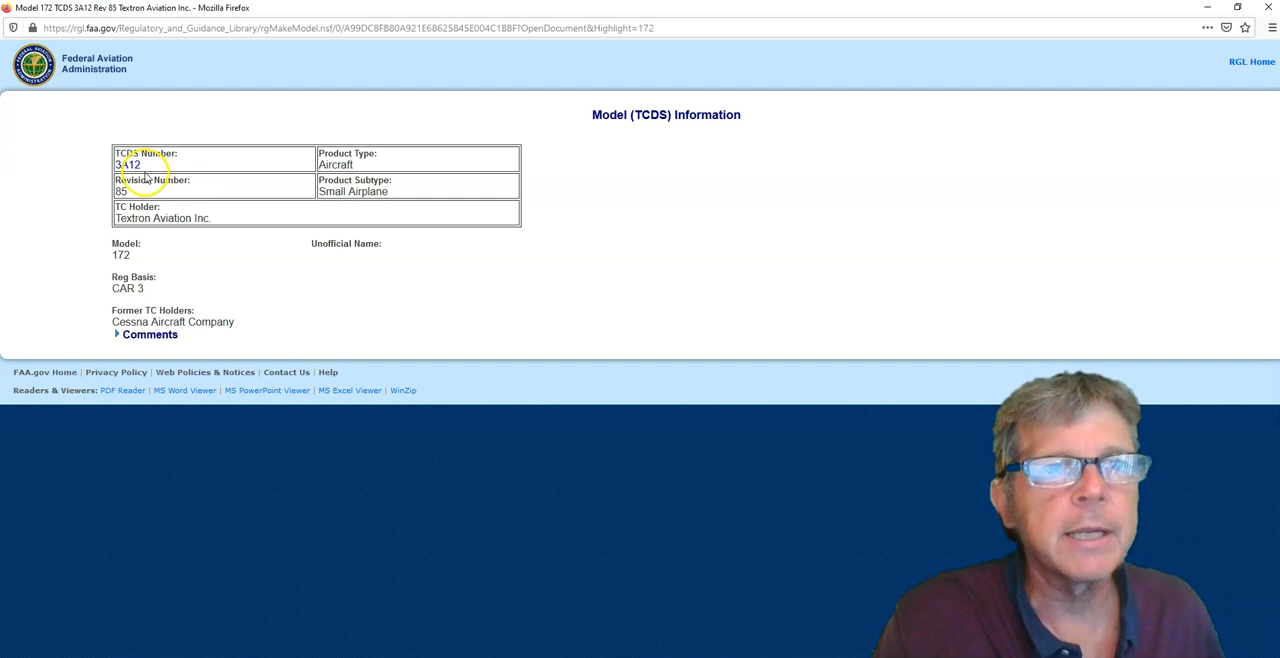 Model 172 TCDS 3A12 Rev 85 Textron Aviation Inc. - Mozilla Firefox
https://rgl.faa.gov/Regulatory_and_Guidance_Library/rgMakeModel.nsf/0/A99DC8FB80A921E68625845E004C1BBF?OpenDocument&Highlight=172
Federal Aviation
Administration
RGL Home
Model (TCDS) Information
TCDS Number:
3A12
Product Type:
Aircraft
Revision Number:
85
Product Subtype:
Small Airplane
TC Holder:
Textron Aviation Inc.
Model:
172
Unofficial Name:
Reg Basis:
CAR 3
Former TC Holders:
Cessna Aircraft Company
Comments
FAA.gov Home | Privacy Policy | Web Policies & Notices | Contact Us | Help
Readers & Viewers: PDF Reader | MS Word Viewer | MS PowerPoint Viewer | MS Excel Viewer | WinZip